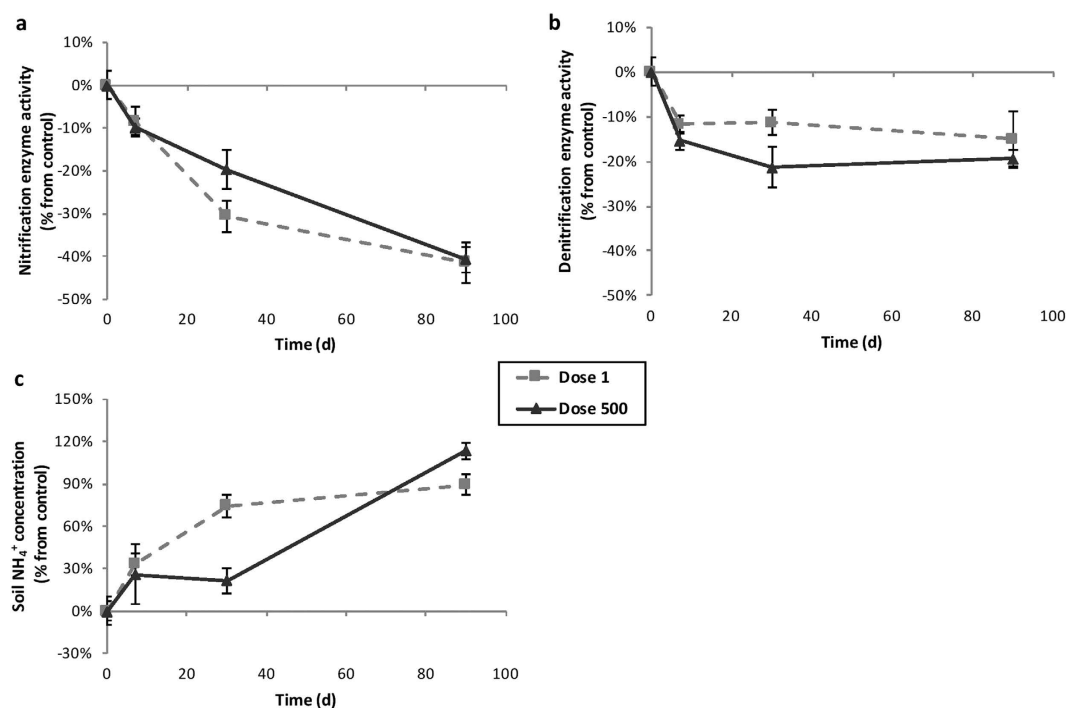 a
Nitrification enzyme activity
(% from control)
10%
0%
-10%
-20%
-30%
-40%
-50%
0 20 40 60 80 100
Time (d)
b
Denitrification enzyme actvity
(% from control)
10%
0%
-10%
-20%
-30%
-40%
-50%
0 20 40 60 80 100
Time (d)
c
Soil NH₄⁺ concentration
(% from control)
150%
120%
90%
60%
30%
0%
-30%
0 20 40 60 80 100
Time (d)
Dose 1
Dose 500